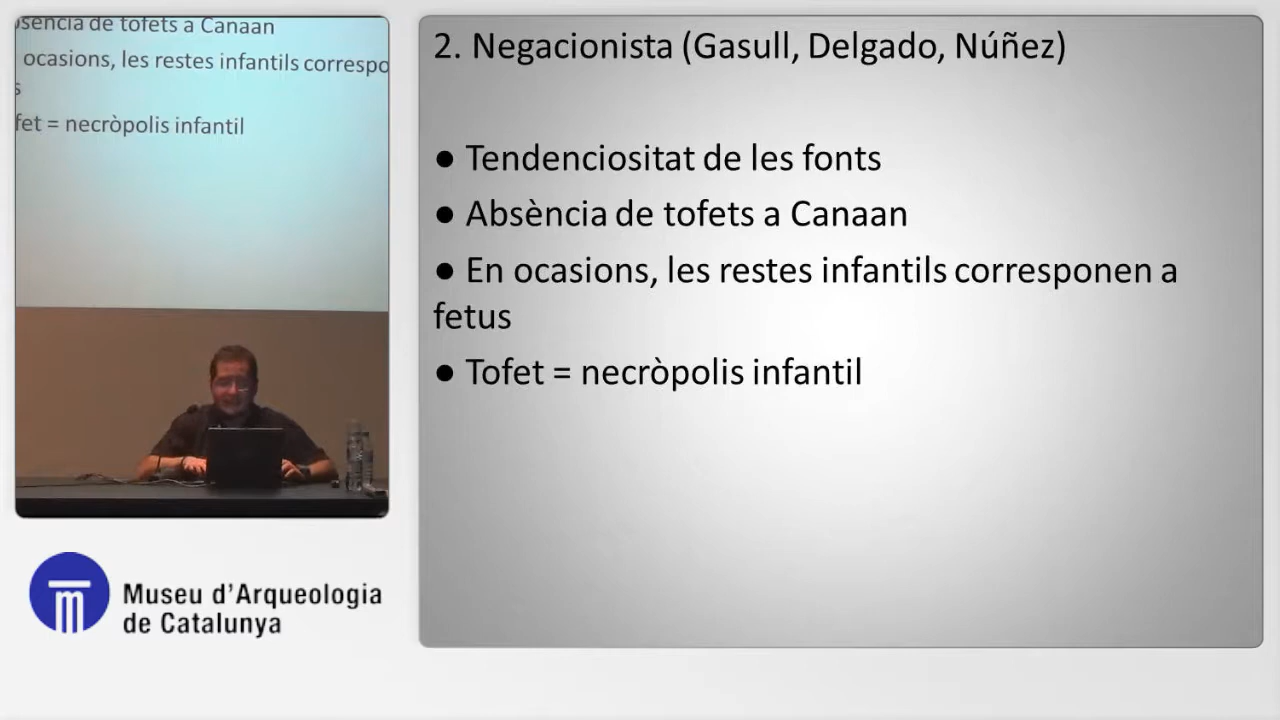 sència de tofets a Canaan
ocasions, les restes infantils correspo
s
fet = necròpolis infantil
Museu d'Arqueologia
de Catalunya
2. Negacionista (Gasull, Delgado, Núñez)
● Tendenciositat de les fonts
● Absència de tofets a Canaan
● En ocasions, les restes infantils corresponen a
fetus
● Tofet = necròpolis infantil